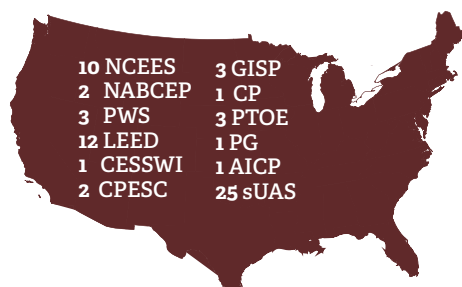 10 NCEES
2 NABCEP
3 PWS
12 LEED
1 CESSWI
2 CPESC
3 GISP
1 CP
3 PTOE
1 PG
1 AICP
25 sUAS